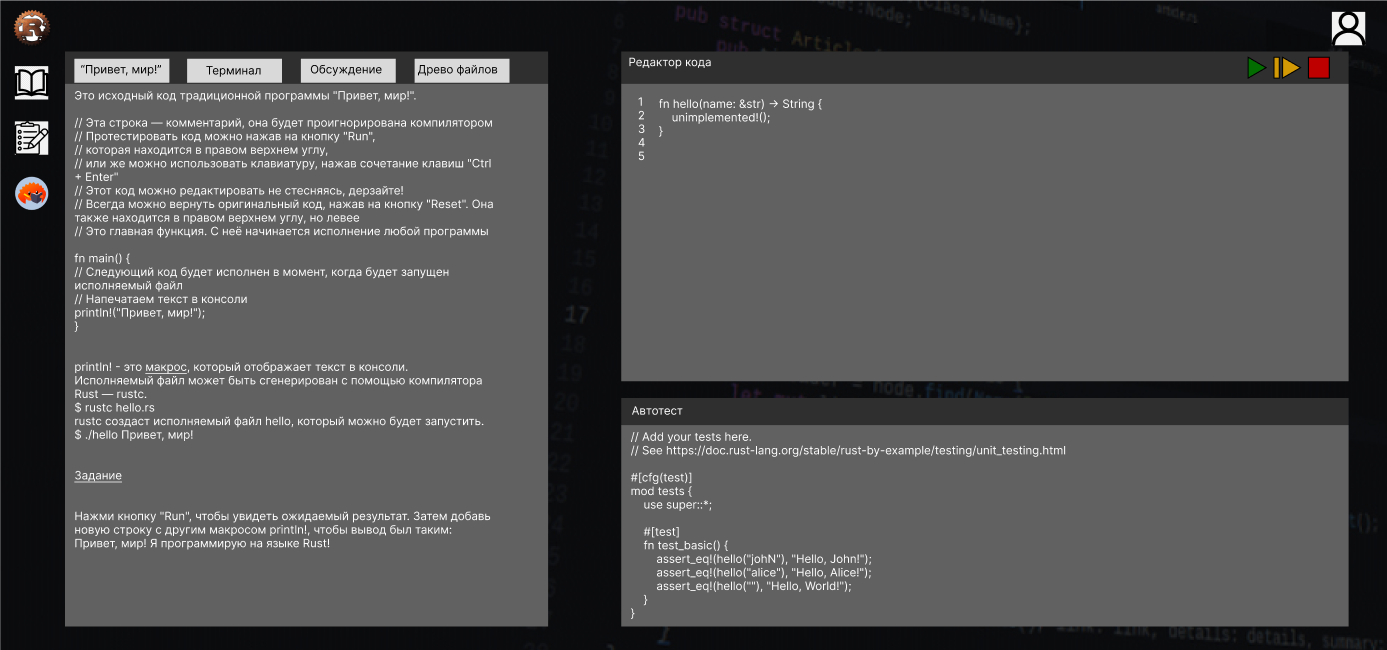 “Привет, мир!”
Терминал
Обсуждение
Древо файлов
Это исходный код традиционной программы "Привет, мир!".
// Эта строка — комментарий, она будет проигнорирована компилятором
// Протестировать код можно нажав на кнопку "Run",
// которая находится в правом верхнем углу,
// или же можно использовать клавиатуру, нажав сочетание клавиш "Ctrl
+ Enter"
// Этот код можно редактировать не стесняясь, дерзайте!
// Всегда можно вернуть оригинальный код, нажав на кнопку "Reset". Она
также находится в правом верхнем углу, но левее
// Это главная функция. С неё начинается исполнение любой программы
fn main() {
// Следующий код будет исполнен в момент, когда будет запущен
исполняемый файл
// Напечатаем текст в консоли
println!("Привет, мир!");
}
println! - это макрос, который отображает текст в консоли.
Исполняемый файл может быть сгенерирован с помощью компилятора
Rust — rustc.
$ rustc hello.rs
rustc создаст исполняемый файл hello, который можно будет запустить.
$ ./hello Привет, мир!
Задание
Нажми кнопку "Run", чтобы увидеть ожидаемый результат. Затем добавь
новую строку с другим макросом println!, чтобы вывод был таким:
Привет, мир! Я программирую на языке Rust!
Редактор кода
1 fn hello(name: &str) -> String {
2 unimplemented!();
3 }
4
5
Автотест
// Add your tests here.
// See https://doc.rust-lang.org/stable/rust-by-example/testing/unit_testing.html
#[cfg(test)]
mod tests {
use super::*;
#[test]
fn test_basic() {
assert_eq!(hello("johN"), "Hello, John!");
assert_eq!(hello("alice"), "Hello, Alice!");
assert_eq!(hello(""), "Hello, World!");
}
}
pub struct Article
17